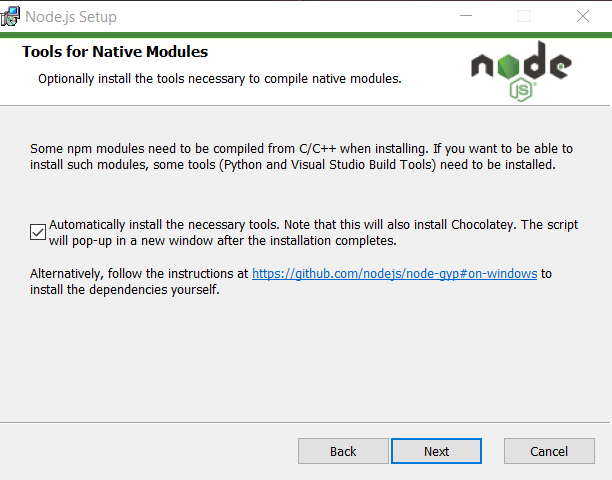 Node.js Setup
Tools for Native Modules
Optionally install the tools necessary to compile native modules.
node
JS
Some npm modules need to be compiled from C/C++ when installing. If you want to be able to
install such modules, some tools (Python and Visual Studio Build Tools) need to be installed.
Automatically install the necessary tools. Note that this will also install Chocolatey. The script
will pop-up in a new window after the installation completes.
Alternatively, follow the instructions at https://github.com/nodejs/node-gyp#on-windows to
install the dependencies yourself.
Back
Next
Cancel